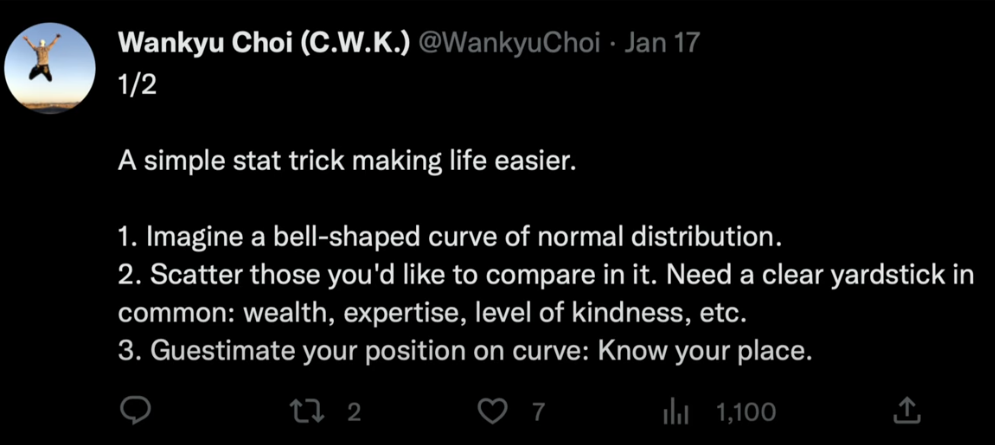 Wankyu Choi (C.W.K.) @WankyuChoi · Jan 17
1/2
A simple stat trick making life easier.
1. Imagine a bell-shaped curve of normal distribution.
2. Scatter those you'd like to compare in it. Need a clear yardstick in
common: wealth, expertise, level of kindness, etc.
3. Guestimate your position on curve: Know your place.
2 7 1,100